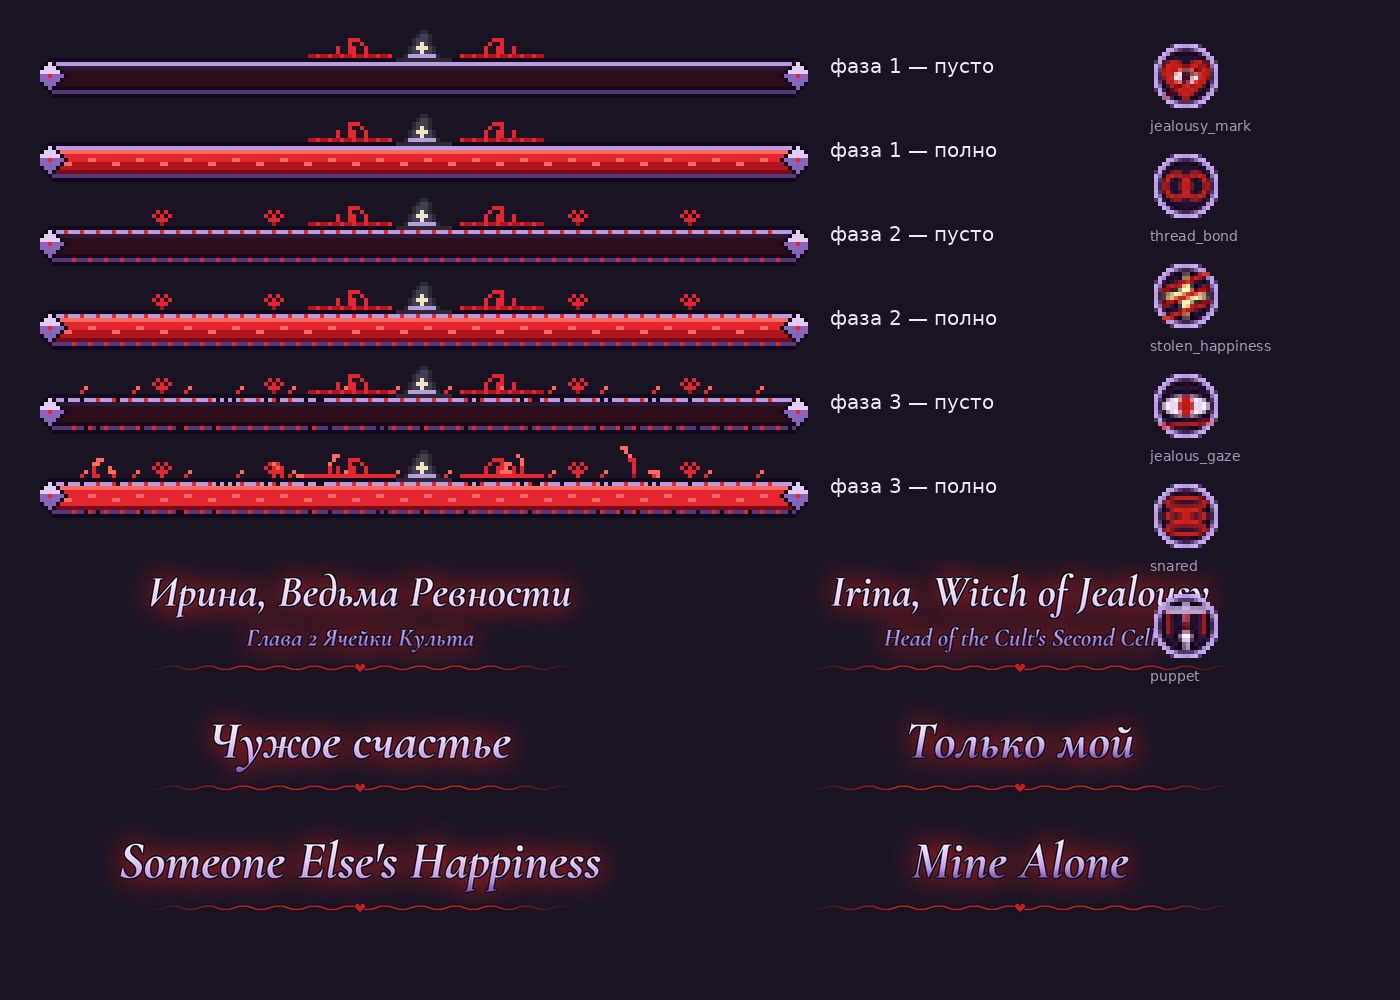 фаза 1 — пусто
фаза 1 — полно
фаза 2 — пусто
фаза 2 — полно
фаза 3 — пусто
фаза 3 — полно
jealousy_mark
thread_bond
stolen_happiness
jealous_gaze
snared
puppet
Ирина, Ведьма Ревности
Глава 2 Ячейки Культа
Irina, Witch of Jealousy
Head of the Cult's Second Cell
Чужое счастье
Только мой
Someone Else's Happiness
Mine Alone